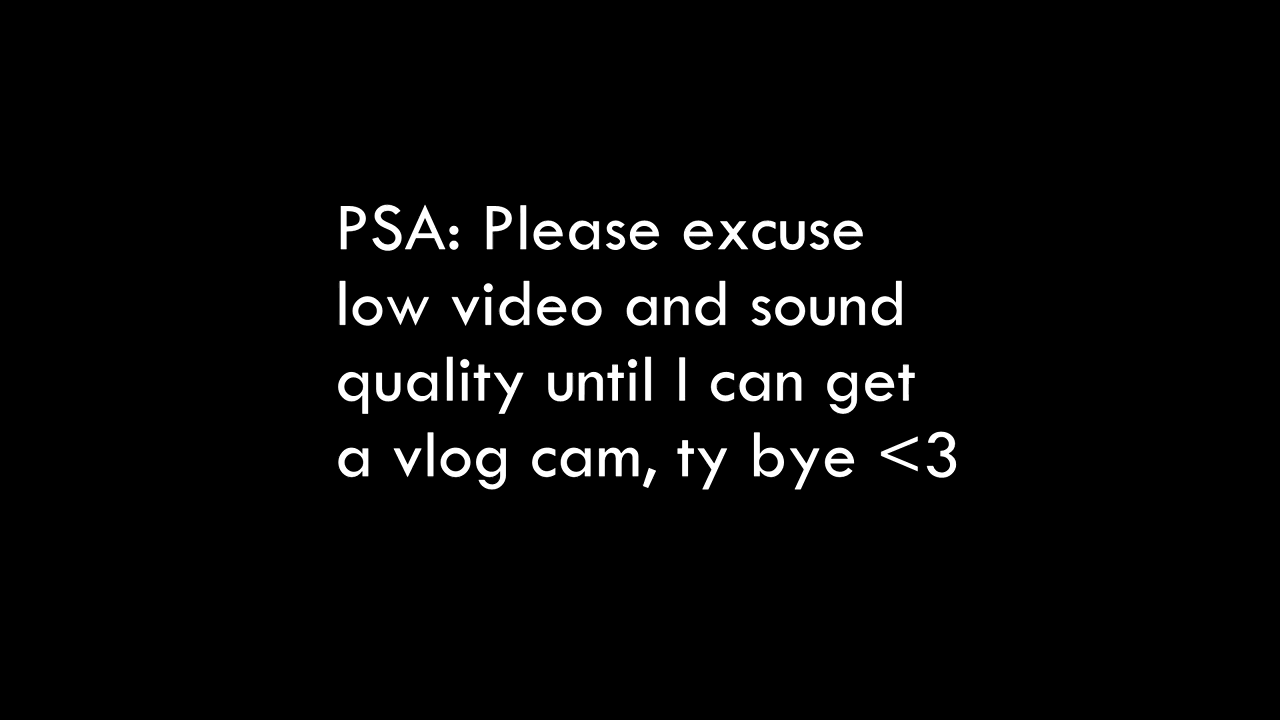 PSA: Please excuse
low video and sound
quality until I can get
a vlog cam, ty bye <3